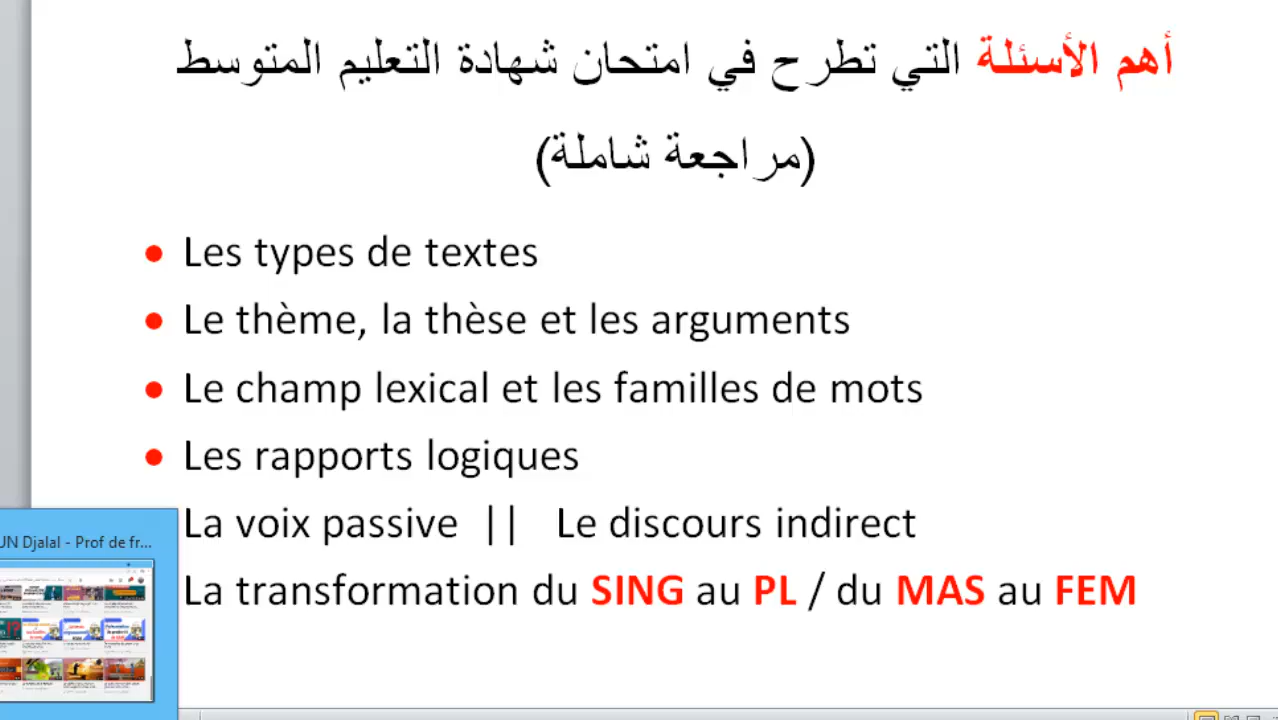 أهم الأسئلة التي تطرح في امتحان شهادة التعليم المتوسط
(مراجعة شاملة)
• Les types de textes
• Le thème, la thèse et les arguments
• Le champ lexical et les familles de mots
• Les rapports logiques
La voix passive || Le discours indirect
La transformation du SING au PL / du MAS au FEM
UN Djalal - Prof de fr...